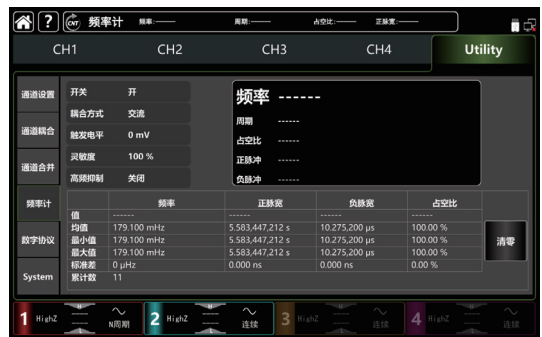 ? CNT 频率计 频率:—— 周期:—— 占空比:—— 正脉宽:——
CH1 CH2 CH3 CH4 Utility
通道设置
通道耦合
通道合并
频率计
数字协议
System
开关 开
耦合方式 交流
触发电平 0 mV
灵敏度 100 %
高频抑制 关闭
频率 ------
周期 ------
占空比 ------
正脉冲 ------
负脉冲 ------
频率 正脉宽 负脉宽 占空比
值 ------ ------ ------ ------
均值 179.100 mHz 5.583,447,212 s 10.275,200 µs 100.00 %
最小值 179.100 mHz 5.583,447,212 s 10.275,200 µs 100.00 %
最大值 179.100 mHz 5.583,447,212 s 10.275,200 µs 100.00 %
标准差 0 µHz 0.000 ns 0.000 ns 0.00 %
累计数 11
清零
1 HighZ N周期 2 HighZ 连续 3 HighZ 连续 4 HighZ 连续